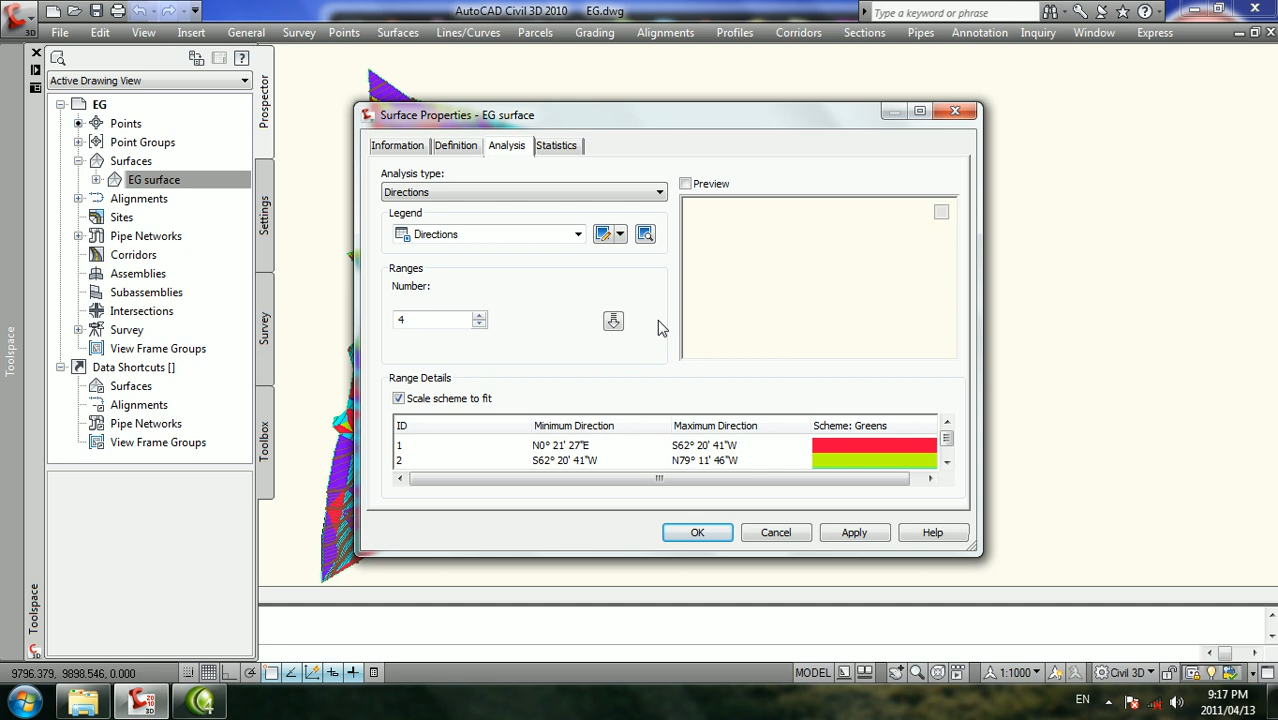 AutoCAD Civil 3D 2010 EG.dwg
Type a keyword or phrase
3D File Edit View Insert General Survey Points Surfaces Lines/Curves Parcels Grading Alignments Profiles Corridors Sections Pipes Annotation Inquiry Window Express
Active Drawing View
EG
Points
Point Groups
Surfaces
EG surface
Alignments
Sites
Pipe Networks
Corridors
Assemblies
Subassemblies
Intersections
Survey
View Frame Groups
Data Shortcuts []
Surfaces
Alignments
Pipe Networks
View Frame Groups
Prospector
Settings
Survey
Toolbox
Toolspace
Toolspace
Surface Properties - EG surface
Information Definition Analysis Statistics
Analysis type:
Directions
Preview
Legend
Directions
Ranges
Number:
4
Range Details
Scale scheme to fit
ID Minimum Direction Maximum Direction Scheme: Greens
1 N0° 21' 27"E S62° 20' 41"W
2 S62° 20' 41"W N79° 11' 46"W
OK Cancel Apply Help
9796.379, 9898.546, 0.000 MODEL 1:1000 Civil 3D
EN 9:17 PM
2011/04/13